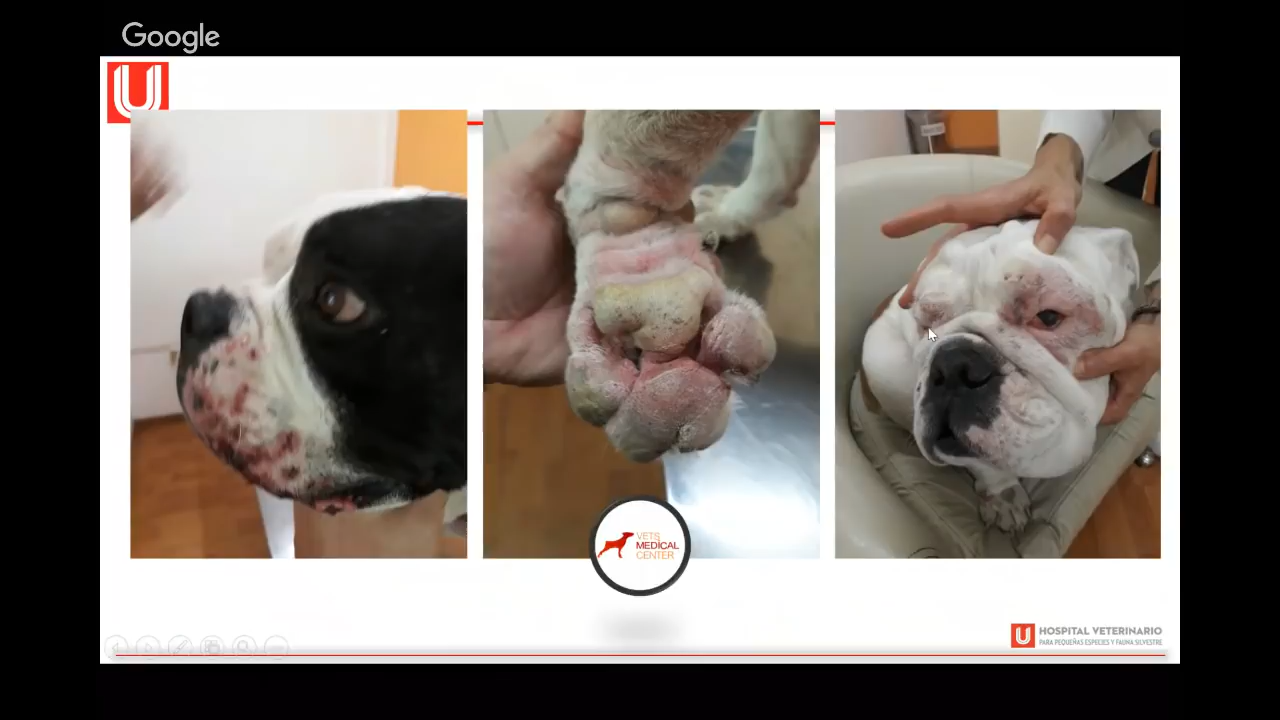 Google
U
VETS
MEDICAL
CENTER
U HOSPITAL VETERINARIO
PARA PEQUEÑAS ESPECIES Y FAUNA SILVESTRE